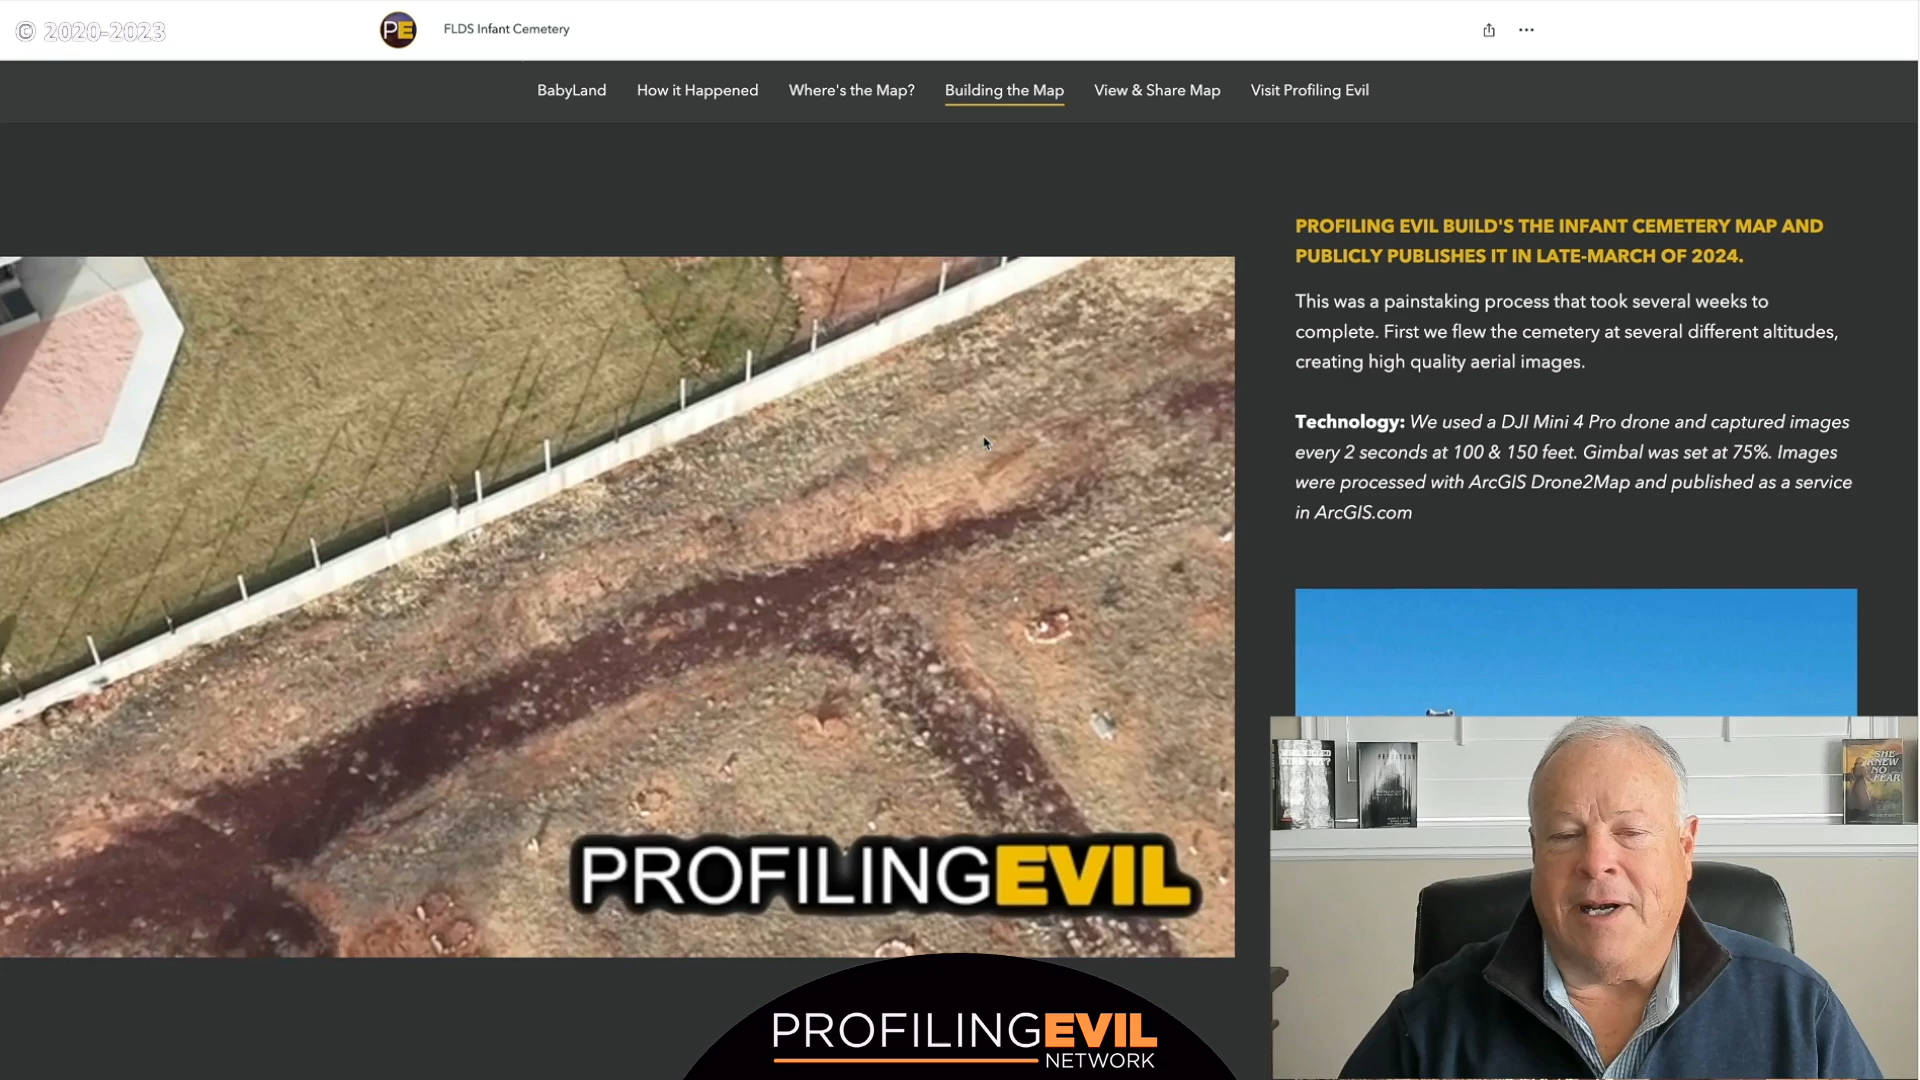 © 2020-2023
PE
FLDS Infant Cemetery
BabyLand How it Happened Where's the Map? Building the Map View & Share Map Visit Profiling Evil
PROFILING EVIL BUILD'S THE INFANT CEMETERY MAP AND
PUBLICLY PUBLISHES IT IN LATE-MARCH OF 2024.
This was a painstaking process that took several weeks to
complete. First we flew the cemetery at several different altitudes,
creating high quality aerial images.
Technology: We used a DJI Mini 4 Pro drone and captured images
every 2 seconds at 100 & 150 feet. Gimbal was set at 75%. Images
were processed with ArcGIS Drone2Map and published as a service
in ArcGIS.com
PROFILINGEVIL
SHE
KNEW
NO
FEAR
PROFILINGEVIL
NETWORK